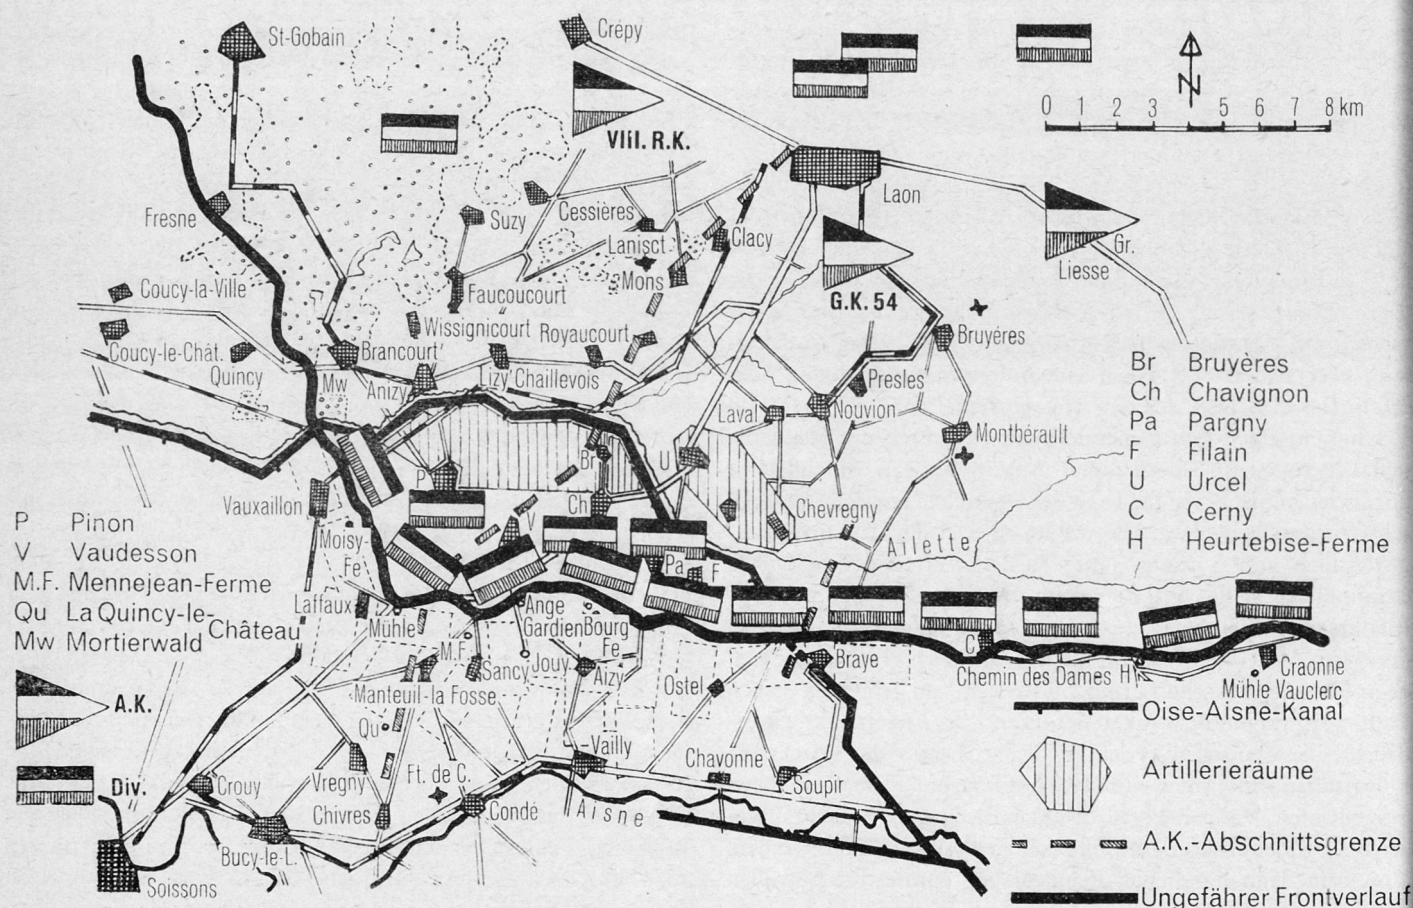 St-Gobain
Crépy
0 1 2 3 4 5 6 7 8 km
N
VIII. R.K.
Laon
Fresne
Suzy
Cessières
Clacy
Lanisct
Mons
Gr.
Liesse
G.K. 54
Coucy-la-Ville
Faucoucourt
Wissignicourt
Royaucourt
Bruyéres
Coucy-le-Chât.
Quincy
Brancourt
Mw
Anizy
Lizy
Chaillevois
Presles
Laval
Nouvion
Montbérault
Br Bruyères
Ch Chavignon
Pa Pargny
F Filain
U Urcel
C Cerny
H Heurtebise-Ferme
Br
U
P
Ch
Vauxaillon
Chevregny
V
Ailette
P Pinon
V Vaudesson
M.F. Mennejean-Ferme
Qu La Quincy-le-Château
Mw Mortierwald
Moisy-Fe
Pa
F
Laffaux
Mühle
Ange
Gardien
Bourg
Fe
M.F.
Sancy
Jouy
Aizy
Braye
C
Chemin des Dames
H
Craonne
Mühle Vauclerc
Ostel
Manteuil-la Fosse
Qu
A.K.
Oise-Aisne-Kanal
Vailly
Chavonne
Soupir
Vregny
Ft. de C.
Artillerieräume
Div.
Crouy
Chivres
Condé
Aisne
A.K.-Abschnittsgrenze
Bucy-le-L.
Soissons
Ungefährer Frontverlauf